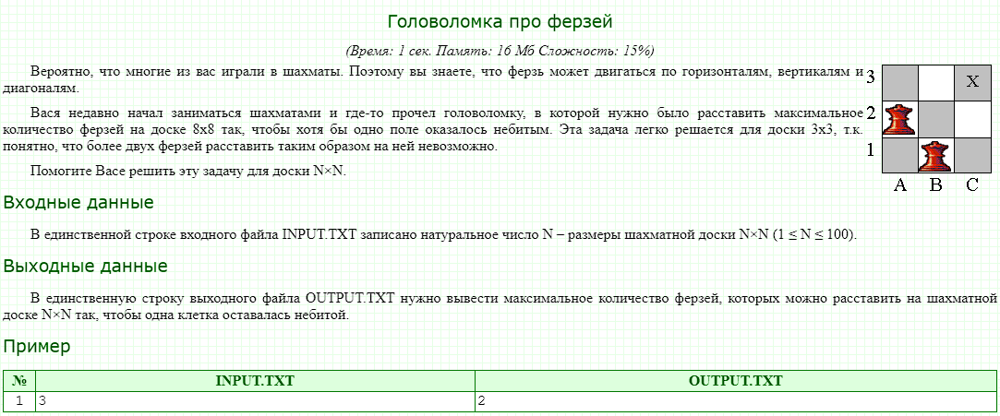 Головоломка про ферзей
(Время: 1 сек. Память: 16 Мб Сложность: 15%)
Вероятно, что многие из вас играли в шахматы. Поэтому вы знаете, что ферзь может двигаться по горизонталям, вертикалям и
диагоналям.
Вася недавно начал заниматься шахматами и где-то прочел головоломку, в которой нужно было расставить максимальное
количество ферзей на доске 8x8 так, чтобы хотя бы одно поле оказалось небитым. Эта задача легко решается для доски 3x3, т.к.
понятно, что более двух ферзей расставить таким образом на ней невозможно.
Помогите Васе решить эту задачу для доски N×N.
3 X
2
1
A B C
Входные данные
В единственной строке входного файла INPUT.TXT записано натуральное число N – размеры шахматной доски N×N (1 ≤ N ≤ 100).
Выходные данные
В единственную строку выходного файла OUTPUT.TXT нужно вывести максимальное количество ферзей, которых можно расставить на шахматной
доске N×N так, чтобы одна клетка оставалась небитой.
Пример
№ INPUT.TXT OUTPUT.TXT
1 3 2